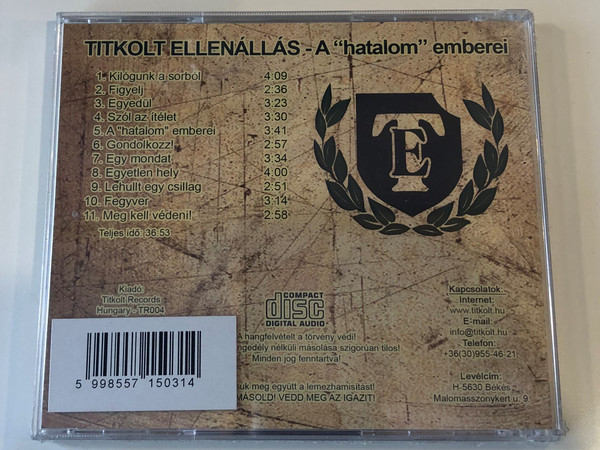 TITKOLT ELLENÁLLÁS - A “hatalom” emberei
1. Kilógunk a sorból 4:09
2. Figyelj 2:36
3. Egyedül 3:23
4. Szól az ítélet 3:30
5. A "hatalom" emberei 3:41
6. Gondolkozz! 2:57
7. Egy mondat 3:34
8. Egyetlen hely 4:00
9. Lehullt egy csillag 2:51
10. Fegyver 3:14
11. Meg kell védeni! 2:58
Teljes idő: 36:53
T
E
Kiadó:
Titkolt Records
Hungary - TR004
COMPACT
disc
DIGITAL AUDIO
Kapcsolatok:
Internet:
www.titkolt.hu
E-mail:
info@titkolt.hu
Telefon:
+36(30)955-46-21
Levélcím:
H-5630 Békés
Malomasszonykert u. 9
A hangfelvételt a törvény védi!
nélküli másolása szigorúan tilos!
Minden jog fenntartva!
meg együtt a lemezhamisítást!
MÁSOLD! VEDD MEG AZ IGAZIT!
5 998557 150314